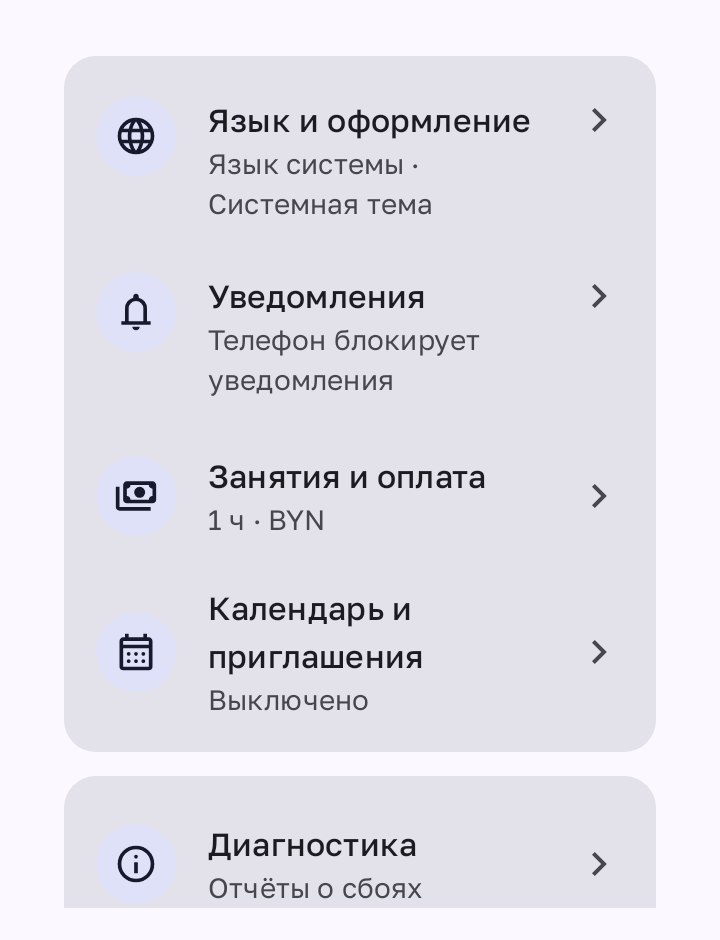 Язык и оформление
Язык системы ·
Системная тема
Уведомления
Телефон блокирует
уведомления
Занятия и оплата
1 ч · BYN
Календарь и
приглашения
Выключено
Диагностика
Отчёты о сбоях